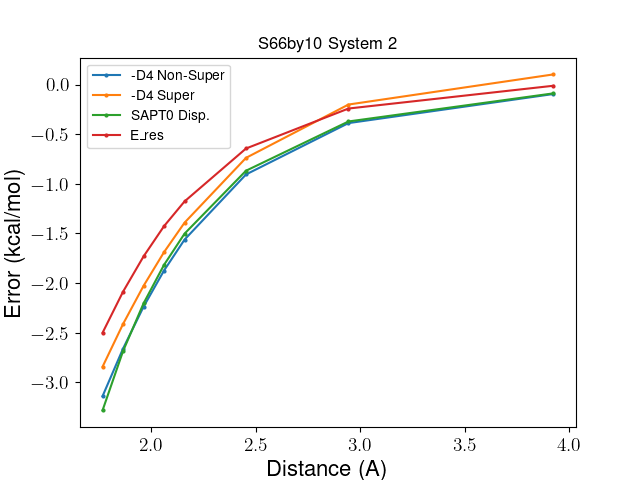 S66by10 System 2
-D4 Non-Super
-D4 Super
SAPT0 Disp.
E_res
0.0
−0.5
−1.0
−1.5
−2.0
−2.5
−3.0
Error (kcal/mol)
2.0 2.5 3.0 3.5 4.0
Distance (A)